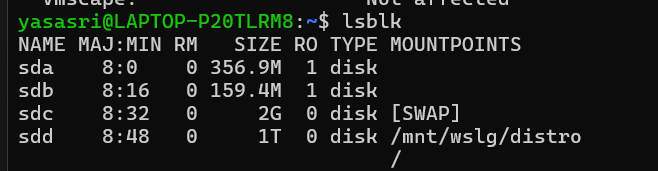 Vmscape: Not affected
yasasri@LAPTOP-P20TLRM8:~$ lsblk
NAME MAJ:MIN RM   SIZE RO TYPE MOUNTPOINTS
sda    8:0    0 356.9M  1 disk
sdb    8:16   0 159.4M  1 disk
sdc    8:32   0     2G  0 disk [SWAP]
sdd    8:48   0     1T  0 disk /mnt/wslg/distro
                               /